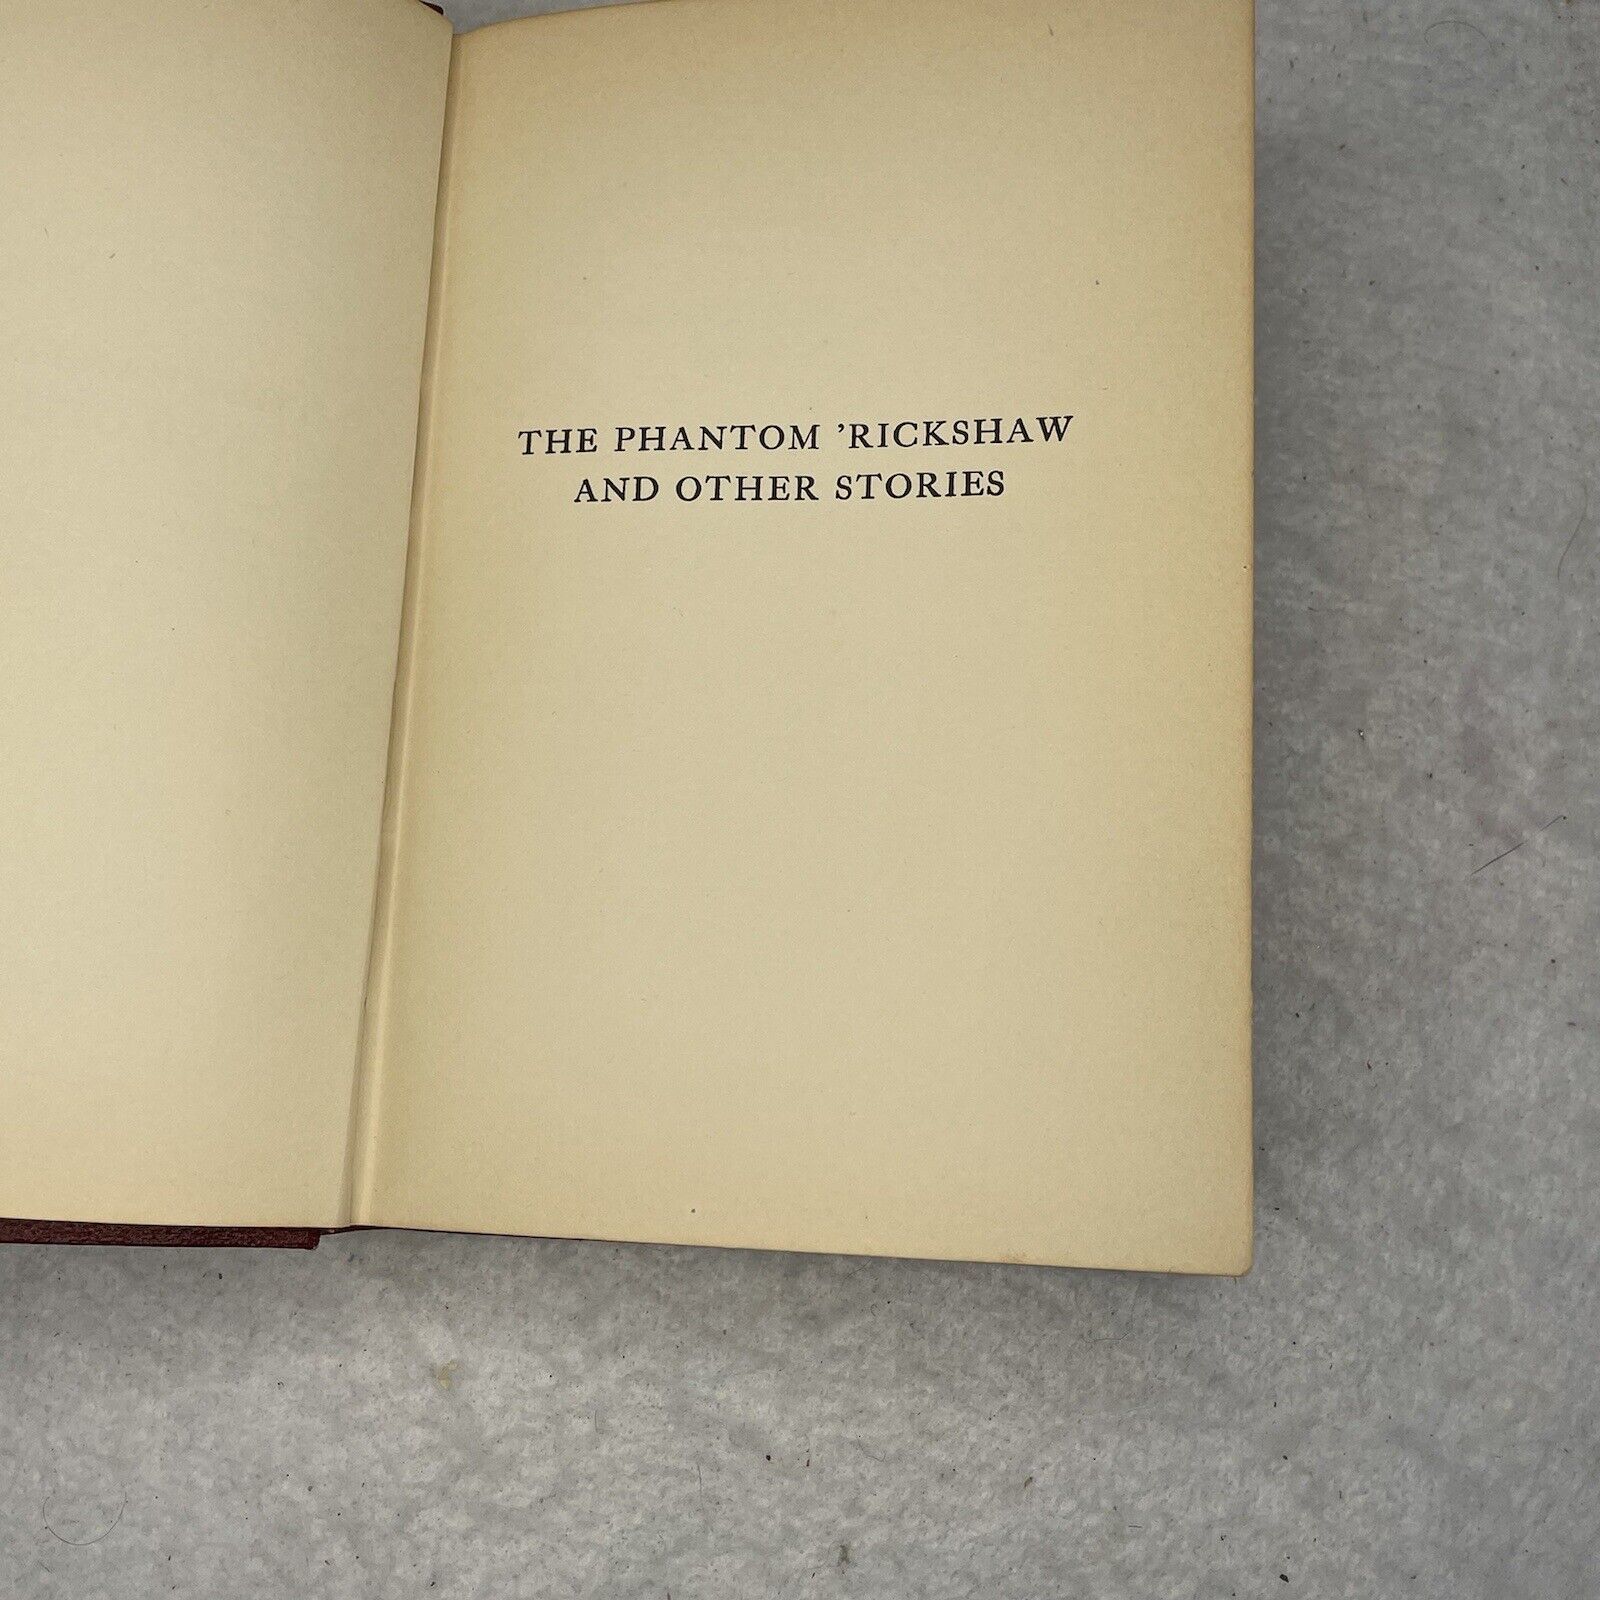 THE PHANTOM ’RICKSHAW
AND OTHER STORIES